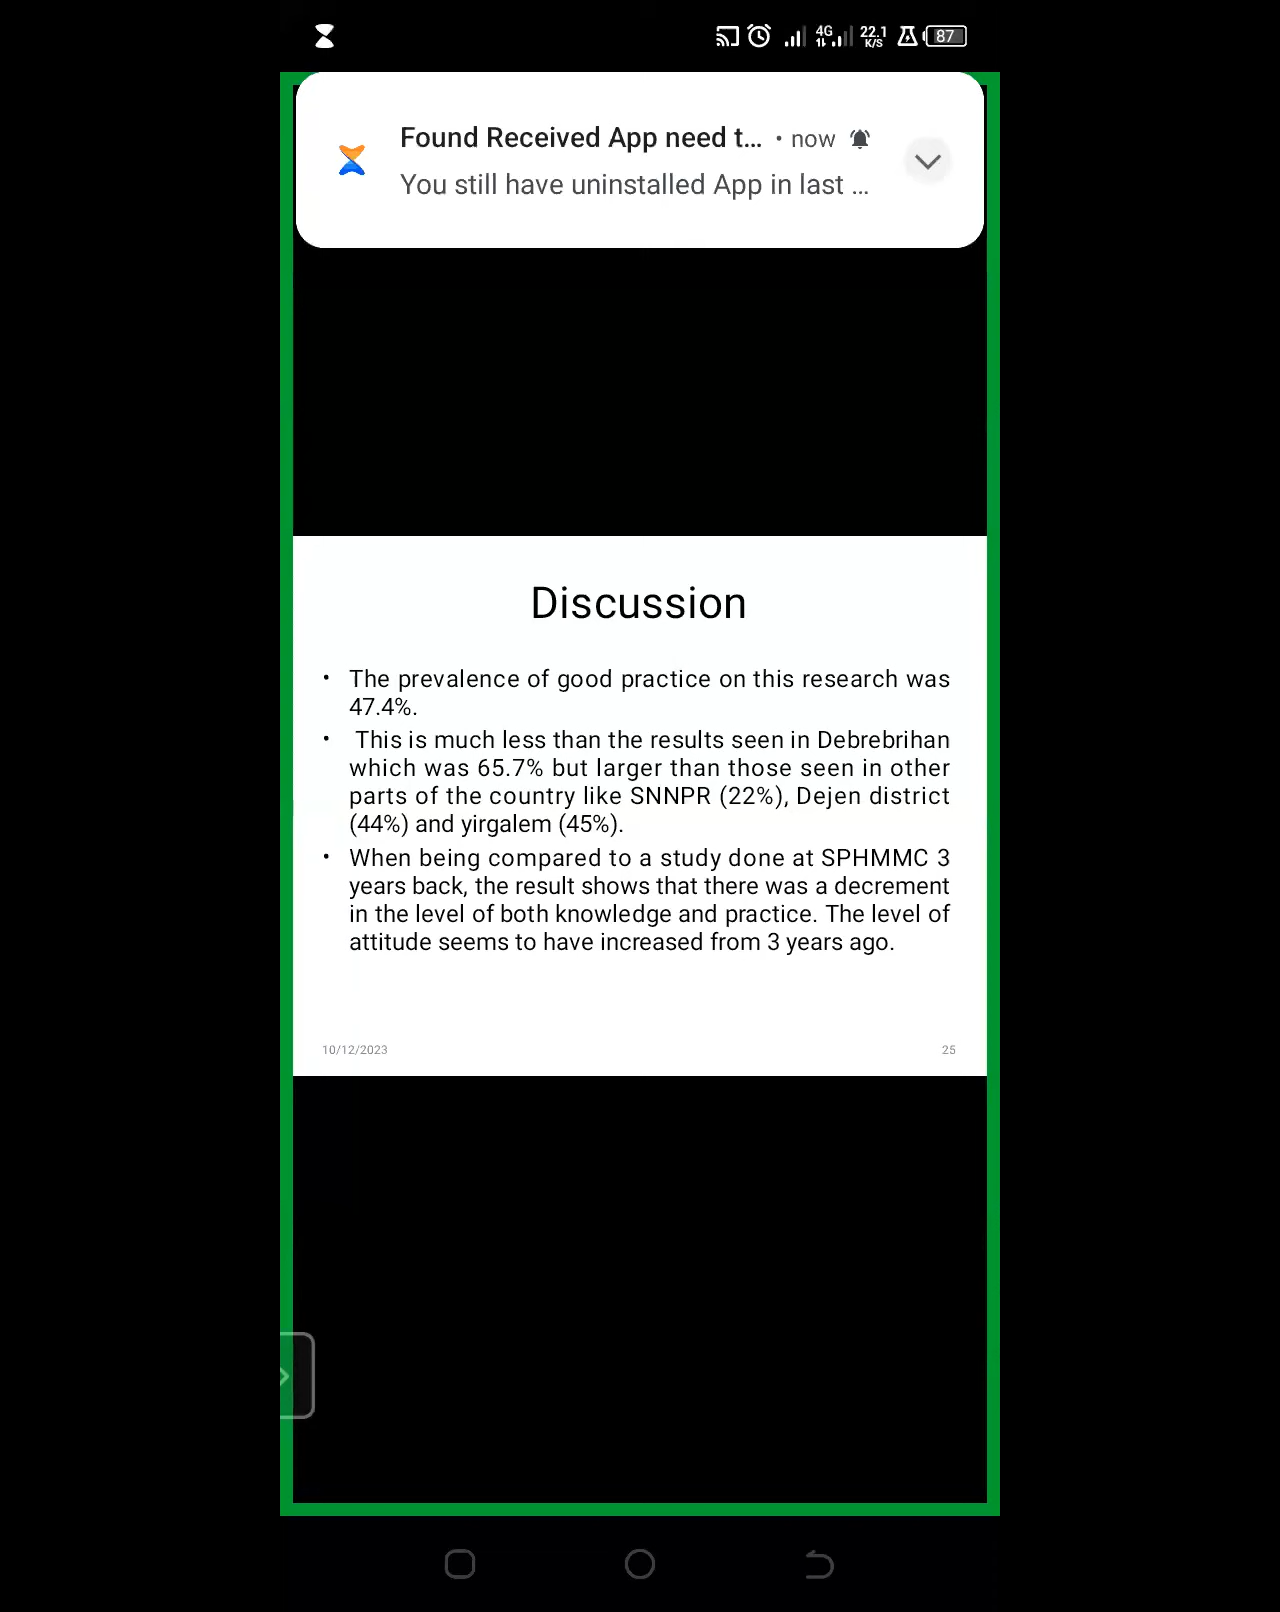 4G
22.1
K/S
87
Found Received App need t... • now
You still have uninstalled App in last ...
Discussion
• The prevalence of good practice on this research was
47.4%.
• This is much less than the results seen in Debrebrihan
which was 65.7% but larger than those seen in other
parts of the country like SNNPR (22%), Dejen district
(44%) and yirgalem (45%).
• When being compared to a study done at SPHMMC 3
years back, the result shows that there was a decrement
in the level of both knowledge and practice. The level of
attitude seems to have increased from 3 years ago.
10/12/2023
25